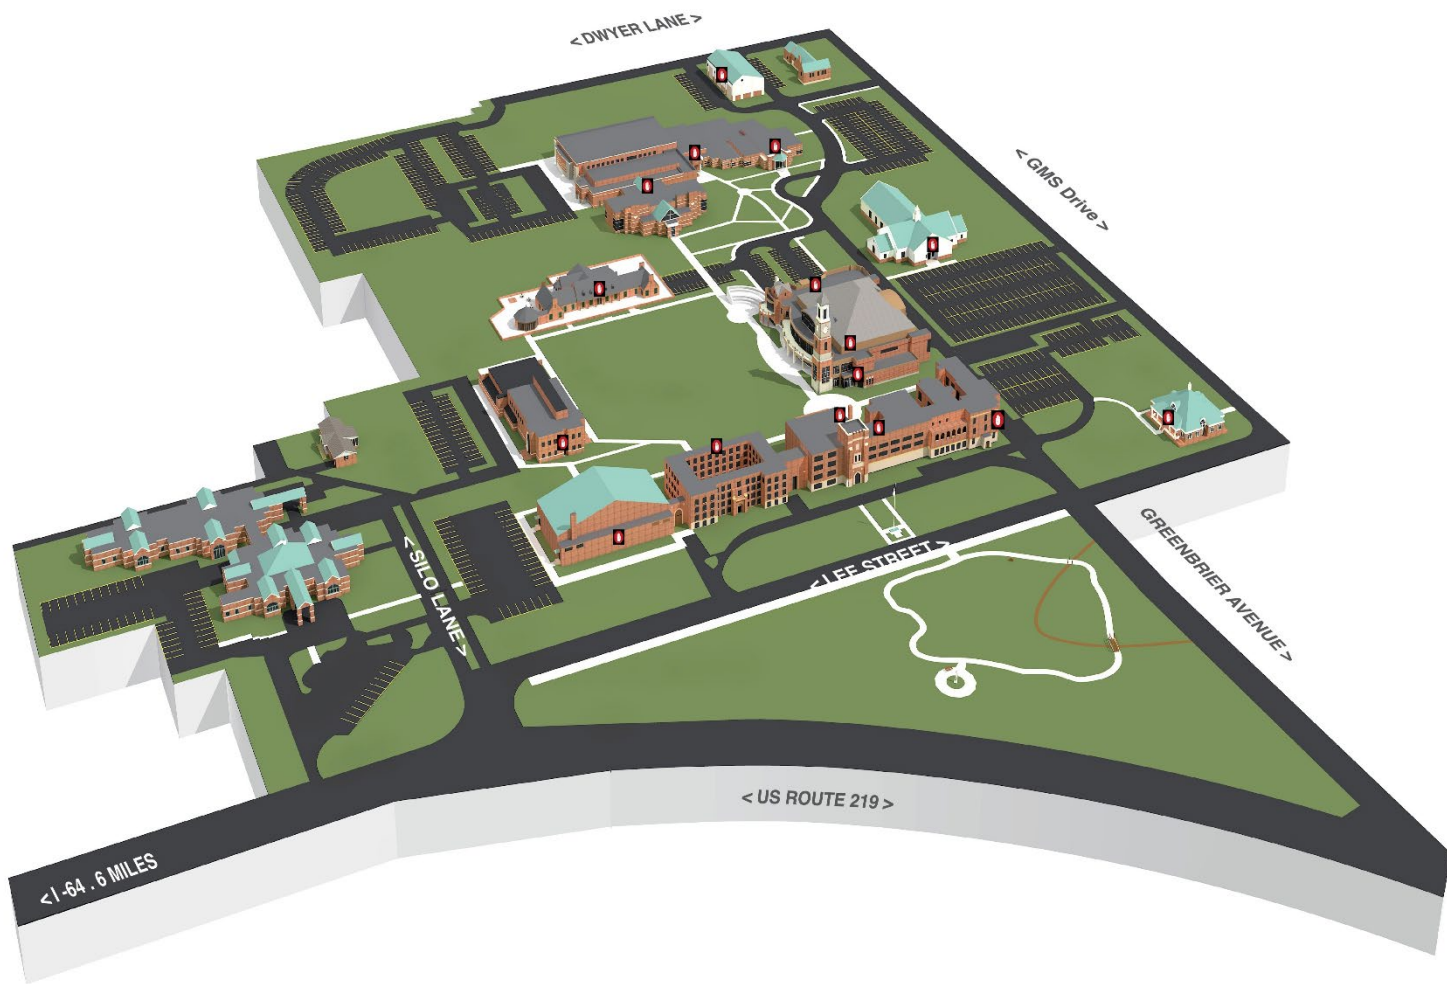 < DWYER LANE >
< GMS Drive >
< SILO LANE >
< LEE STREET >
GREENBRIER AVENUE >
< US ROUTE 219 >
< I -64 . 6 MILES